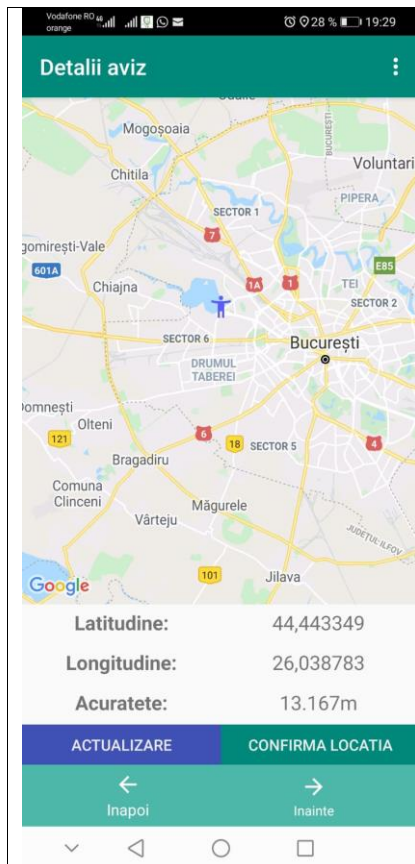 Vodafone RO 4G
orange
28 % 19:29
Detalii aviz
Mogoșoaia
Voluntari
Chitila
PIPERA
SECTOR 1
BUCUREȘTI
7
gomirești-Vale
601A
E85
1A
1
TEI
Chiajna
SECTOR 2
SECTOR 6
București
DRUMUL
TABEREI
Domnești
Olteni
121
6
18
SECTOR 5
4
Bragadiru
Comuna
Clinceni
Măgurele
Vârteju
JUDEȚUL ILFOV
101
Jilava
Google
Latitudine: 44,443349
Longitudine: 26,038783
Acuratete: 13.167m
ACTUALIZARE CONFIRMA LOCATIA
Inapoi Inainte